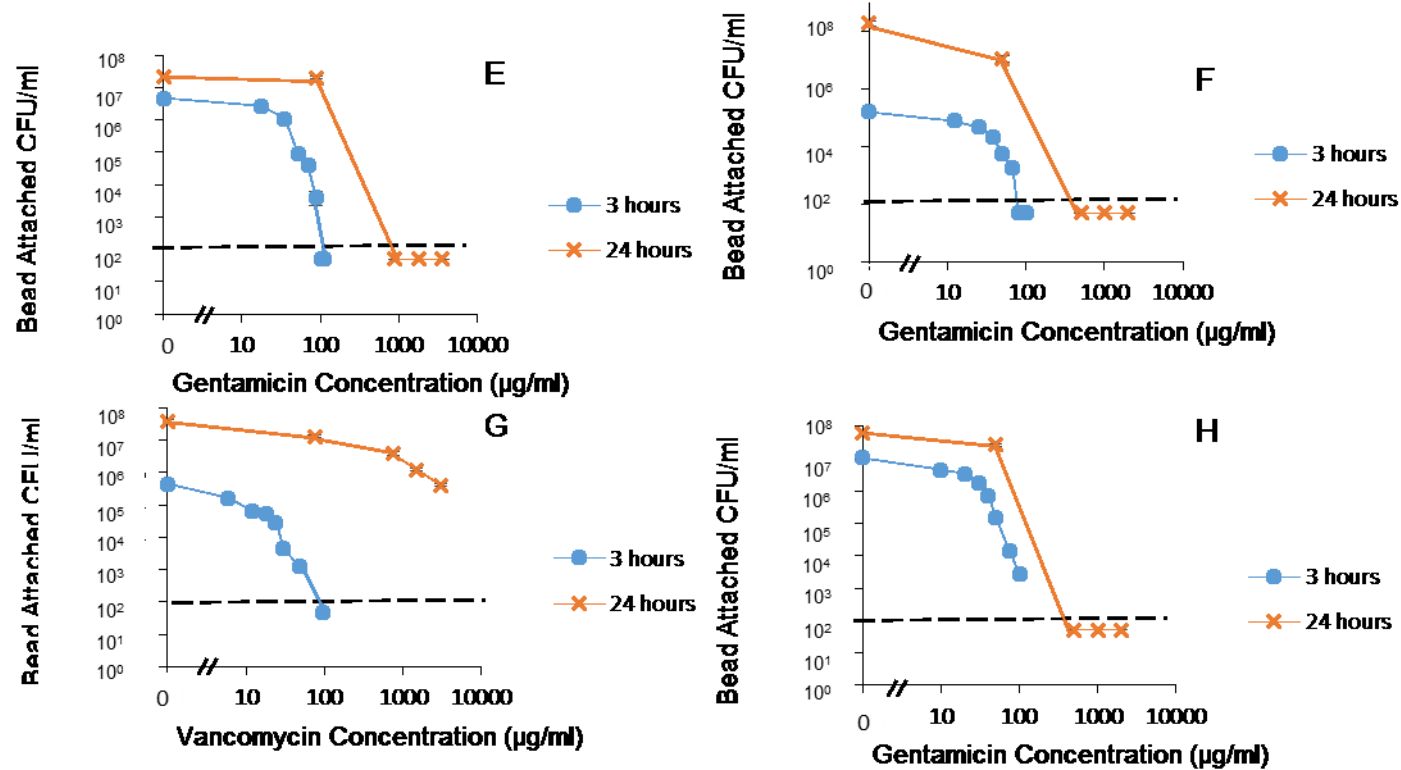 E
Bead Attached CFU/ml
10⁸
10⁷
10⁶
10⁵
10⁴
10³
10²
10¹
10⁰
0 10 100 1000 10000
Gentamicin Concentration (µg/ml)
3 hours
24 hours
F
Bead Attached CFU/ml
10⁸
10⁶
10⁴
10²
10⁰
0 10 100 1000 10000
Gentamicin Concentration (µg/ml)
3 hours
24 hours
G
Attached
10⁸
10⁷
10⁶
10⁵
10⁴
10³
10²
10¹
10⁰
0 10 100 1000 10000
Vancomycin Concentration (µg/ml)
3 hours
24 hours
H
Bead Attached CFU/ml
10⁸
10⁷
10⁶
10⁵
10⁴
10³
10²
10¹
10⁰
0 10 100 1000 10000
Gentamicin Concentration (µg/ml)
3 hours
24 hours